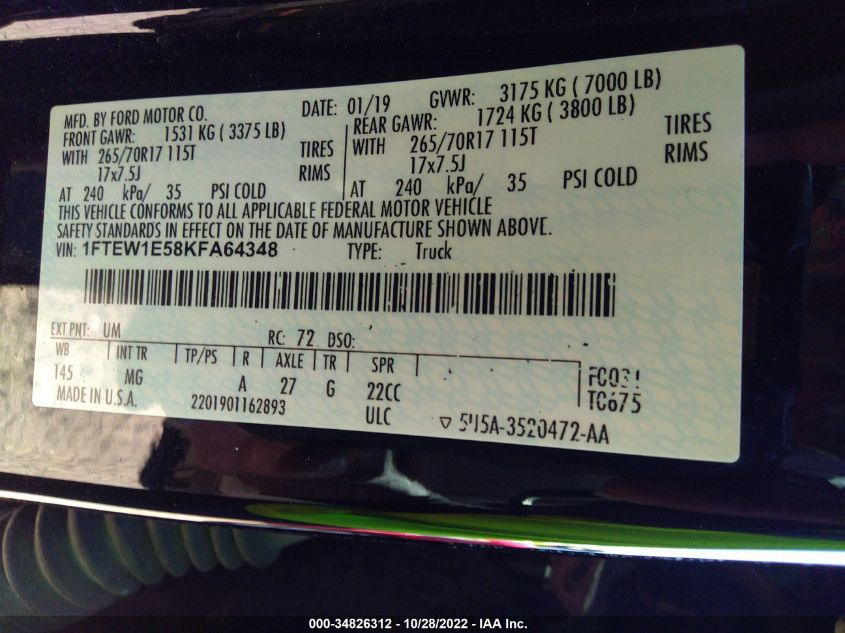 MFD. BY FORD MOTOR CO. DATE: 01/19 GVWR: 3175 KG ( 7000 LB)
FRONT GAWR: 1531 KG ( 3375 LB) REAR GAWR: 1724 KG ( 3800 LB)
WITH 265/70R17 115T TIRES WITH 265/70R17 115T TIRES
17x7.5J RIMS 17x7.5J RIMS
AT 240 kPa/ 35 PSI COLD AT 240 kPa/ 35 PSI COLD
THIS VEHICLE CONFORMS TO ALL APPLICABLE FEDERAL MOTOR VEHICLE
SAFETY STANDARDS IN EFFECT ON THE DATE OF MANUFACTURE SHOWN ABOVE.
VIN: 1FTEW1E58KFA64348 TYPE: Truck
EXT PNT: UM RC: 72 DSO:
WB INT TR TP/PS R AXLE TR SPR
145 MG A 27 G 22CC FC031
MADE IN U.S.A. 2201901162893 ULC TC675
▽ 5U5A-3520472-AA
000-34826312 - 10/28/2022 - IAA Inc.